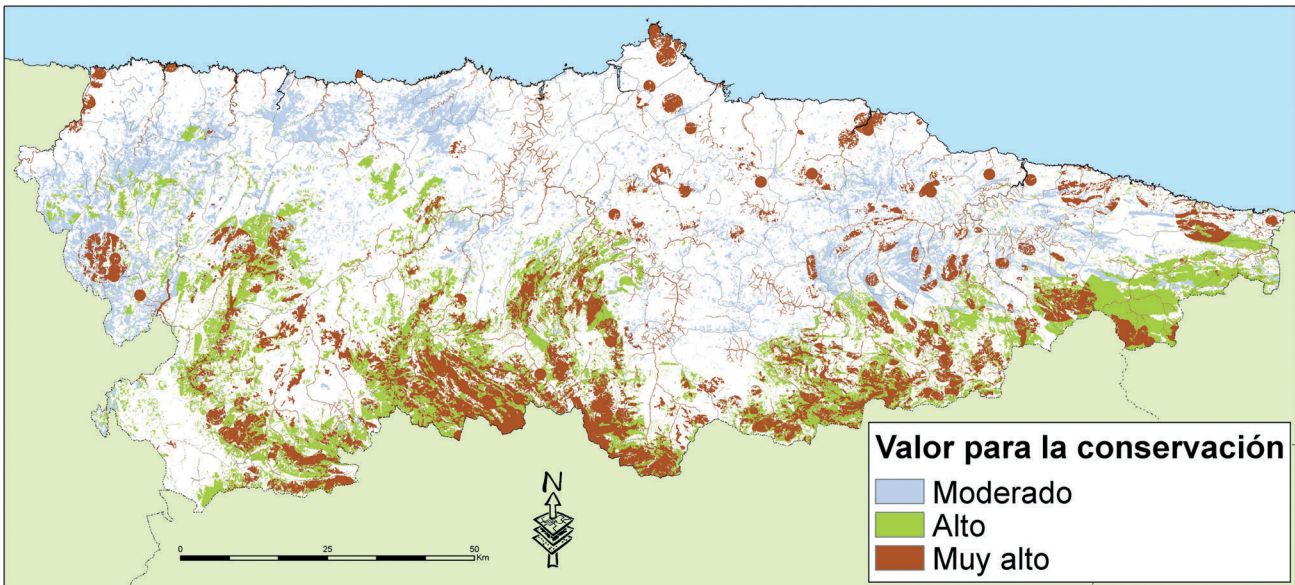 Valor para la conservación
Moderado
Alto
Muy alto
N
0 25 50
Km